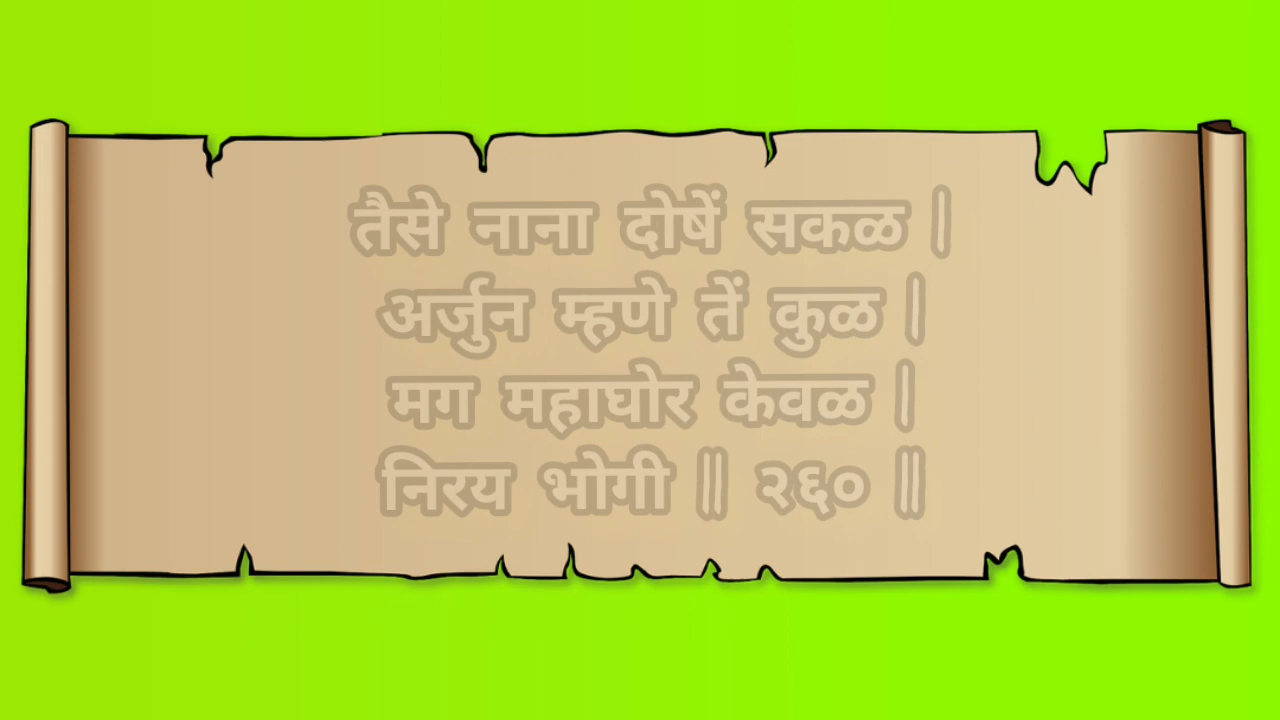 तैसे नाना दोषें सकळ |
अर्जुन म्हणे तें कुळ |
मग महाघोर केवळ |
निरय भोगी || २६० ||